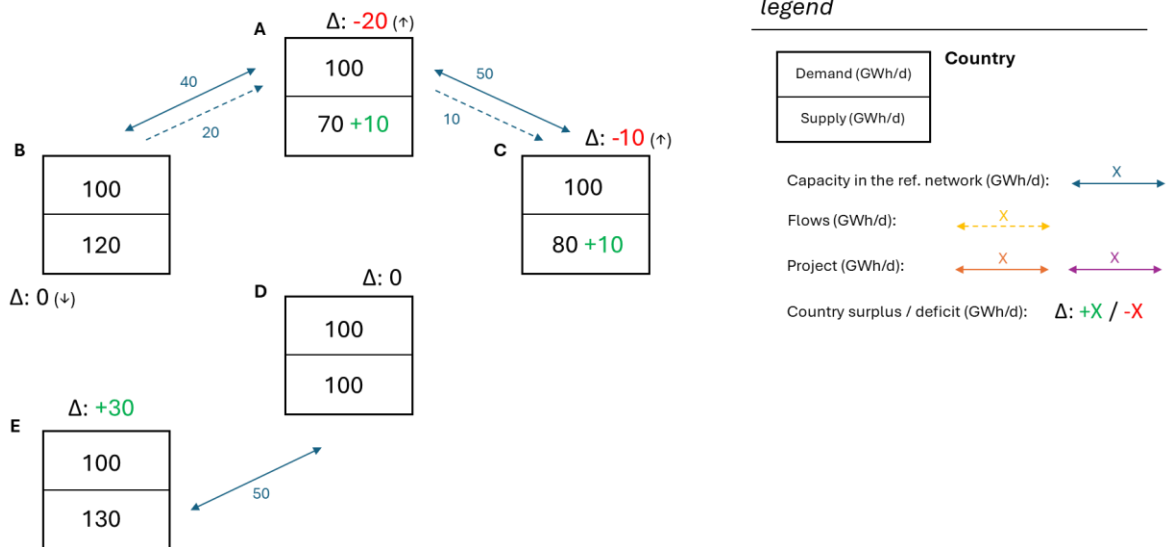 legend
Δ: -20 (↑)
A
100
70 +10
40
20
50
10
B
100
120
Δ: 0 (↓)
Δ: -10 (↑)
C
100
80 +10
Δ: 0
D
100
100
Δ: +30
E
100
130
50
Demand (GWh/d)
Supply (GWh/d)
Country
Capacity in the ref. network (GWh/d): X
Flows (GWh/d): X
Project (GWh/d): X X
Country surplus / deficit (GWh/d): Δ: +X / -X